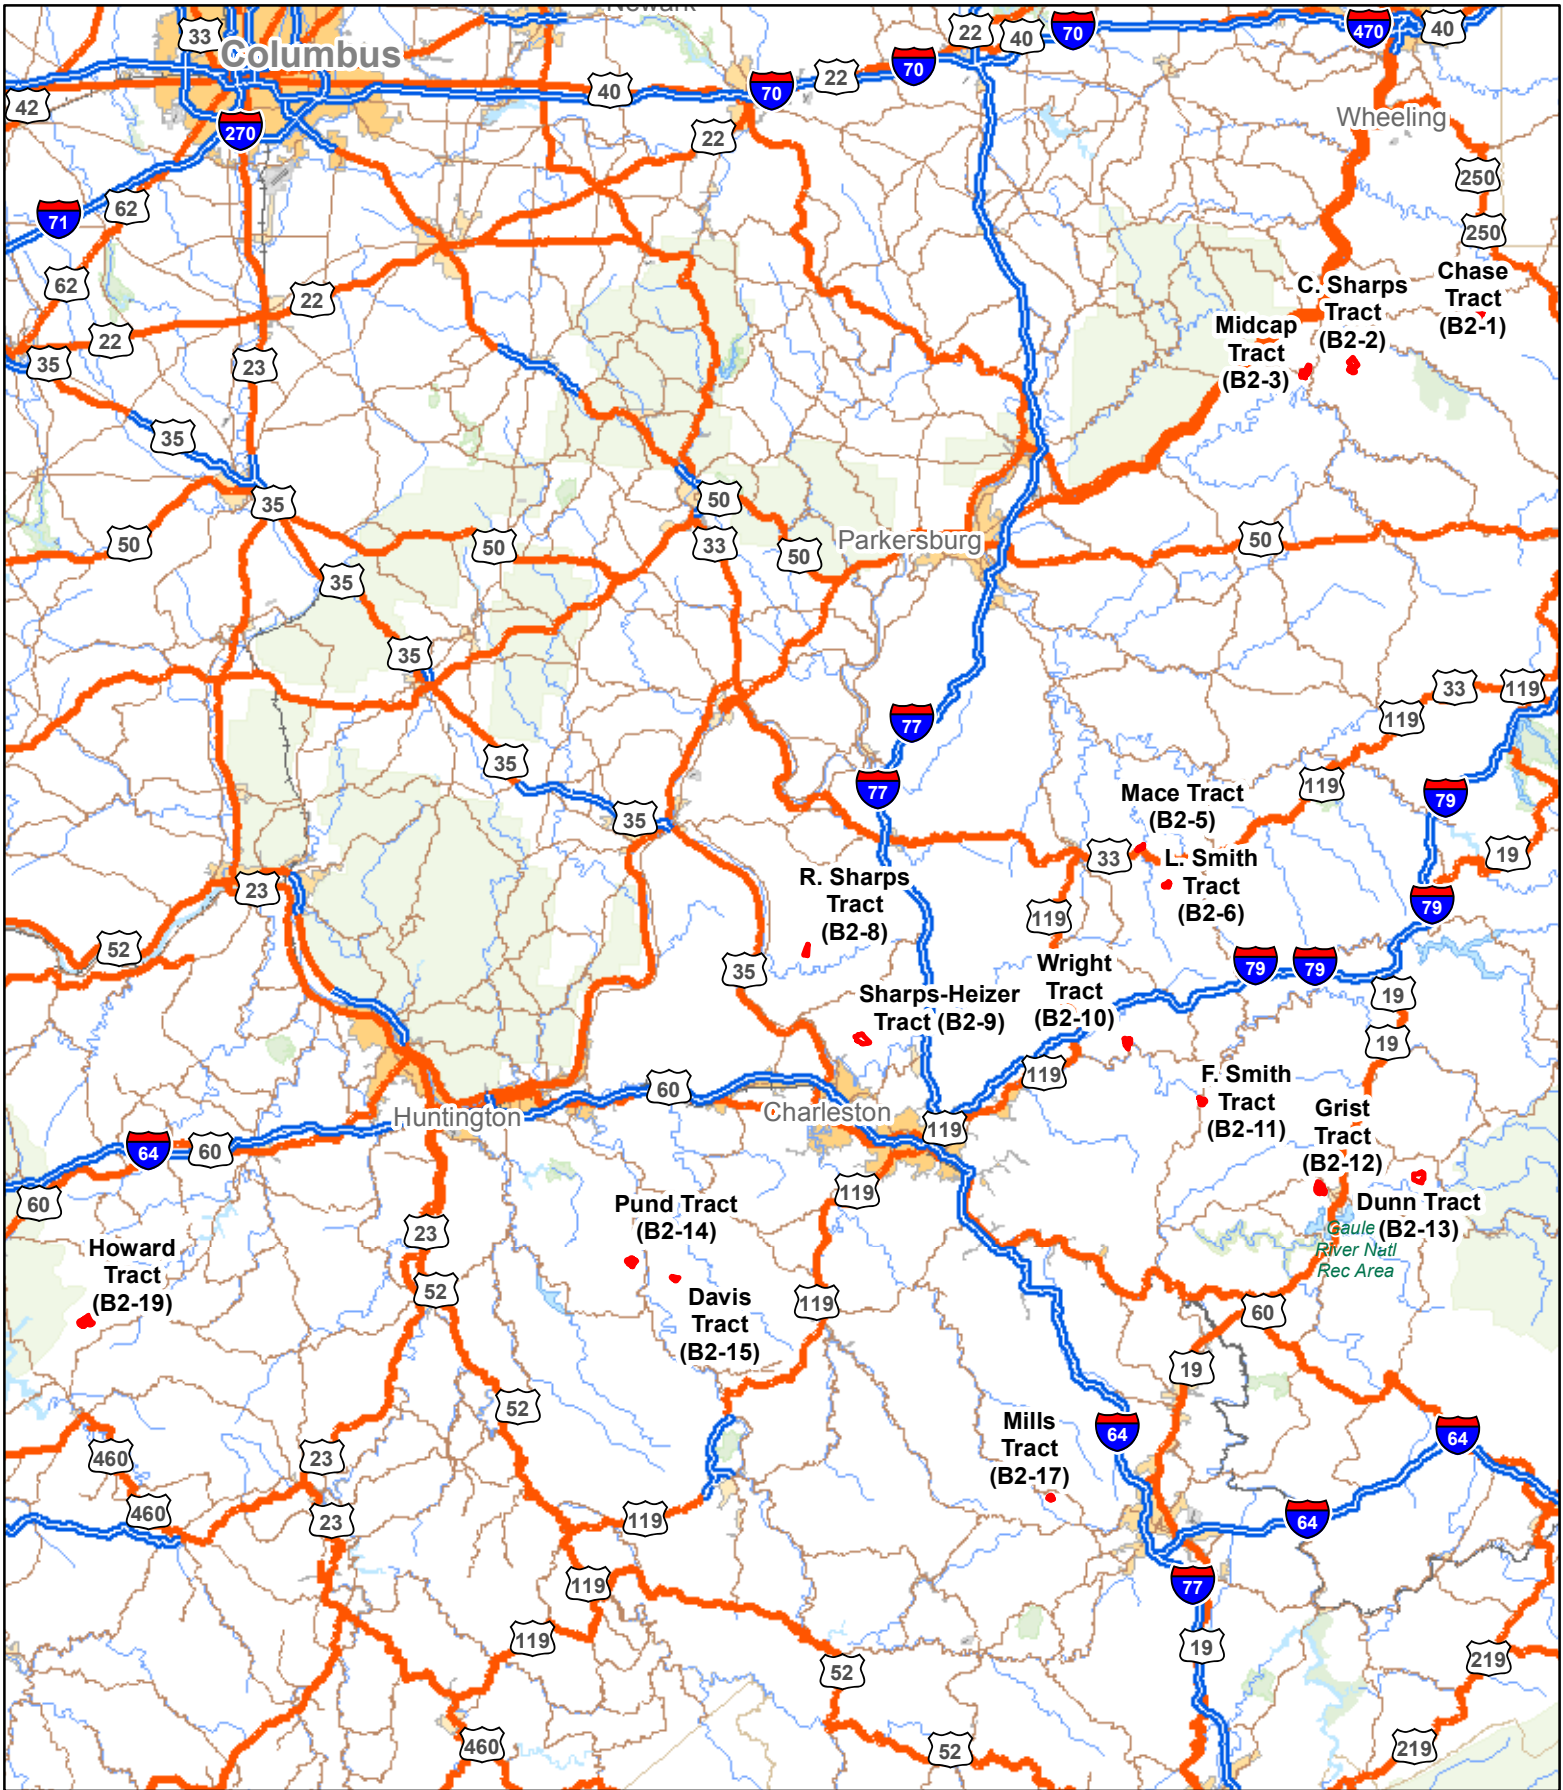 33
Columbus
22
40
70
470
40
42
40
70
22
70
270
22
Wheeling
250
71
62
250
62
22
C. Sharps
Tract
(B2-2)
Chase
Tract
(B2-1)
Midcap
Tract
(B2-3)
22
35
23
35
35
50
50
50
33
50
Parkersburg
50
35
35
33
119
119
77
35
77
119
79
35
Mace Tract
(B2-5)
19
33
L. Smith
Tract
(B2-6)
23
R. Sharps
Tract
(B2-8)
119
79
52
35
Wright
Tract
(B2-10)
79
79
19
Sharps-Heizer
Tract (B2-9)
19
119
60
F. Smith
Tract
(B2-11)
Huntington
Charleston
119
Grist
Tract
(B2-12)
64
60
60
119
Dunn Tract
(B2-13)
Pund Tract
(B2-14)
23
Gaule
River Natl
Rec Area
Howard
Tract
(B2-19)
52
Davis
Tract
(B2-15)
119
60
19
52
Mills
Tract
(B2-17)
64
64
460
23
460
23
119
64
119
77
119
19
52
219
460
52
219